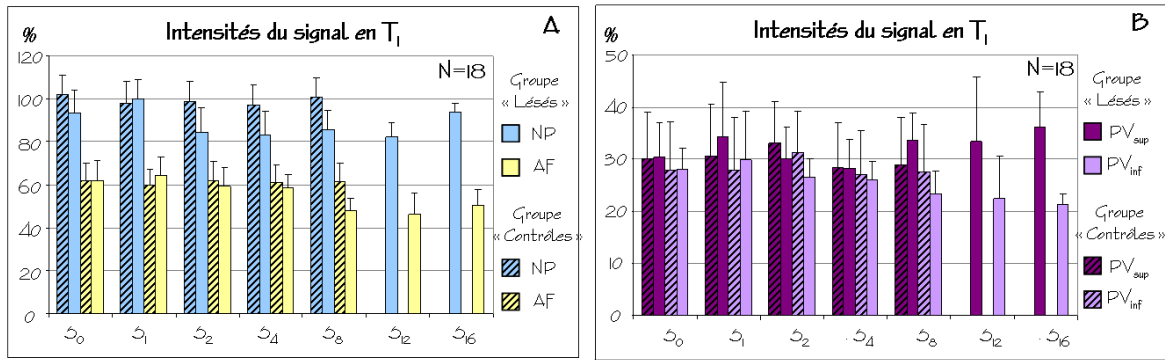 A
Intensités du signal en T1
%
N=18
120
100
80
60
40
20
0
S0 S1 S2 S4 S8 S12 S16
Groupe
« Lésés »
NP
AF
Groupe
« Contrôles »
NP
AF
B
Intensités du signal en T1
%
N=18
50
40
30
20
10
0
S0 S1 S2 S4 S8 S12 S16
Groupe
« Lésés »
PVsup
PVinf
Groupe
« Contrôles »
PVsup
PVinf